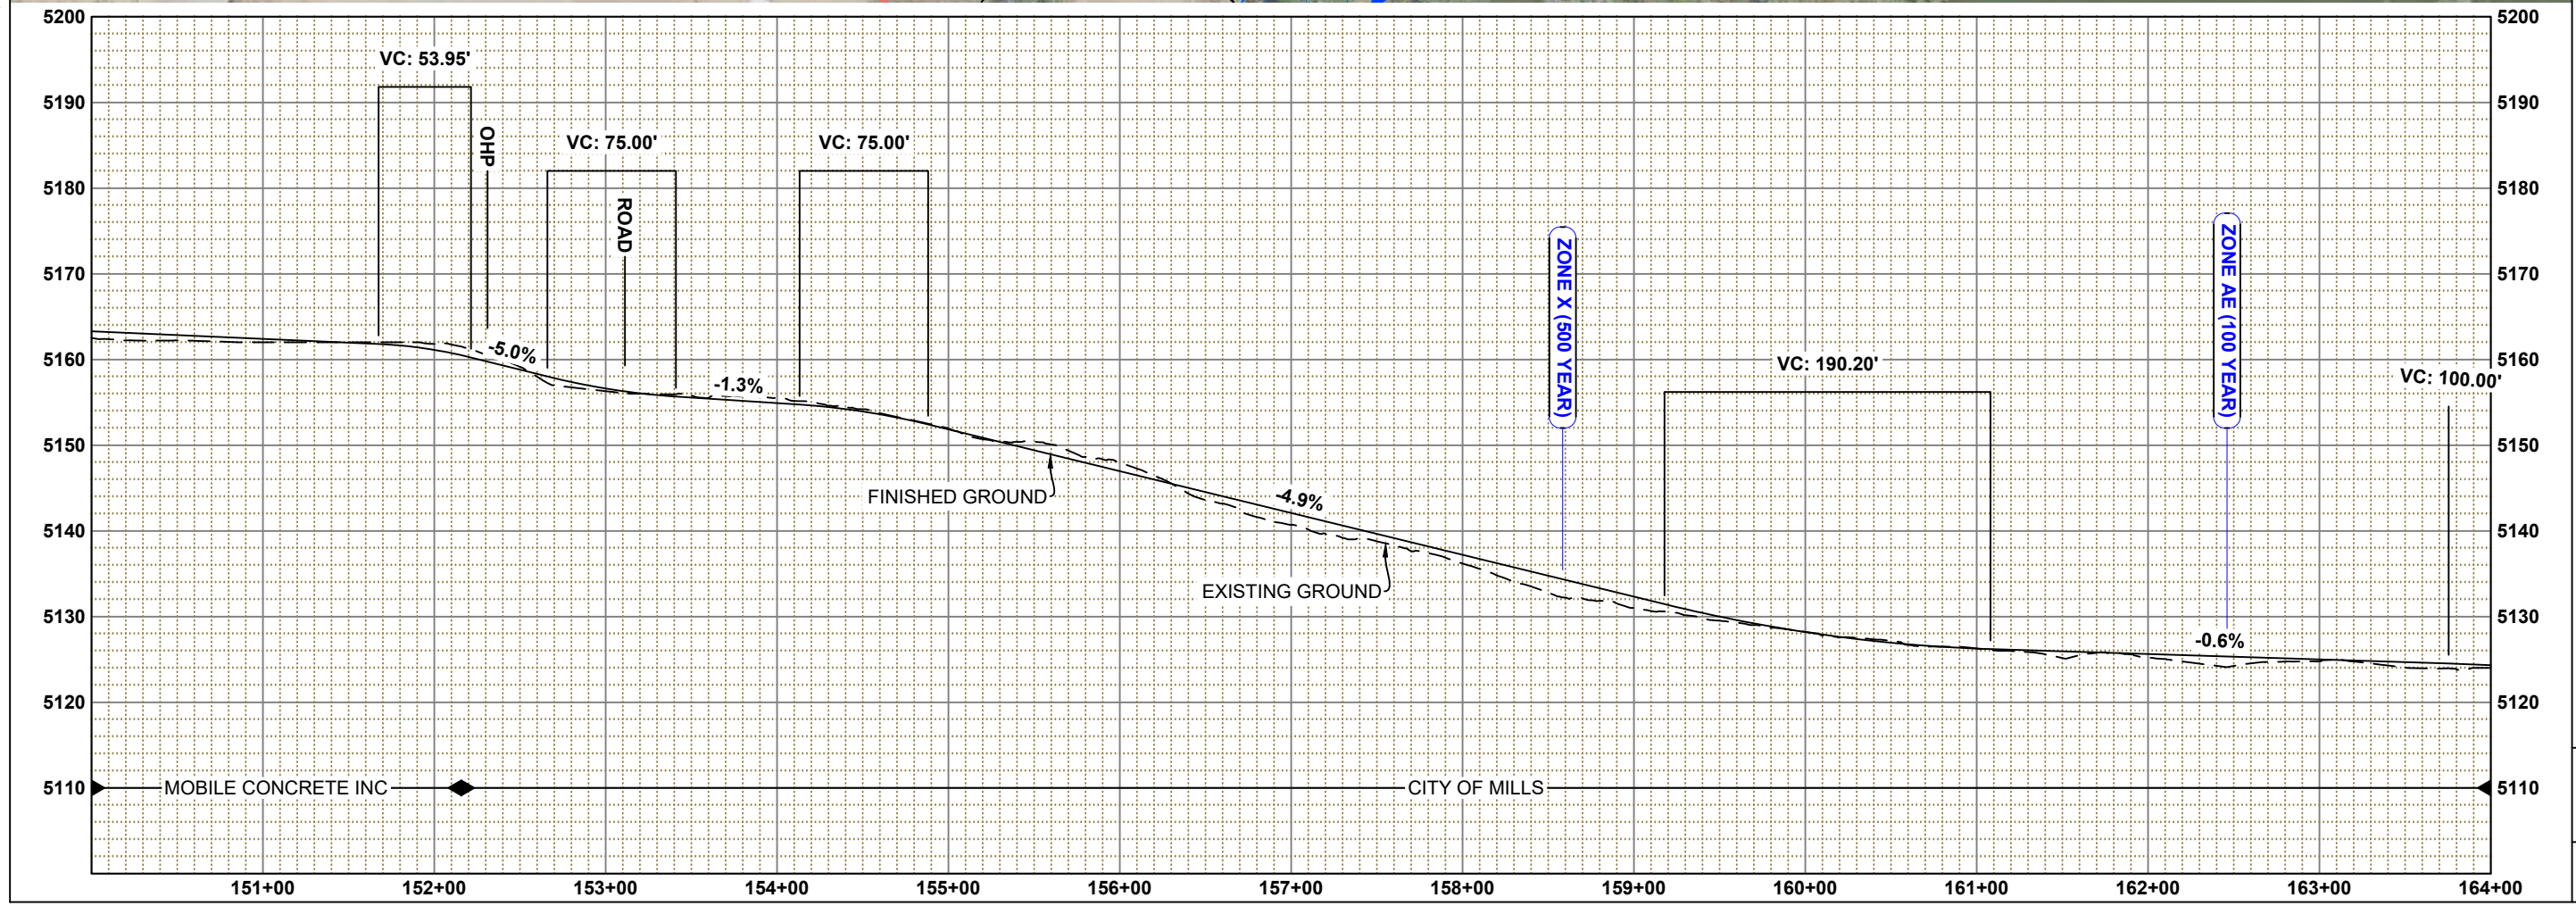 5200
5200
VC: 53.95'
5190
5190
OHP
VC: 75.00'
VC: 75.00'
5180
5180
ROAD
ZONE X (500 YEAR)
ZONE AE (100 YEAR)
5170
5170
5160
-5.0%
VC: 190.20'
5160
-1.3%
VC: 100.00'
5150
5150
FINISHED GROUND
-4.9%
5140
5140
EXISTING GROUND
5130
5130
-0.6%
5120
5120
5110
MOBILE CONCRETE INC
CITY OF MILLS
5110
151+00
152+00
153+00
154+00
155+00
156+00
157+00
158+00
159+00
160+00
161+00
162+00
163+00
164+00